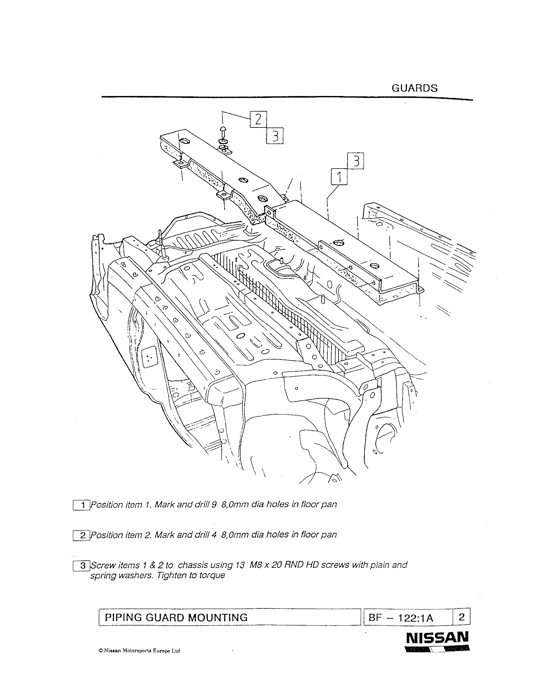 GUARDS
2
3
3
1
1 Position item 1. Mark and drill 9 8,0mm dia holes in floor pan
2 Position item 2. Mark and drill 4 8,0mm dia holes in floor pan
3 Screw items 1 & 2 to chassis using 13 M8 x 20 RND HD screws with plain and
spring washers. Tighten to torque
PIPING GUARD MOUNTING
BF – 122:1A
2
NISSAN
© Nissan Motorsports Europe Ltd